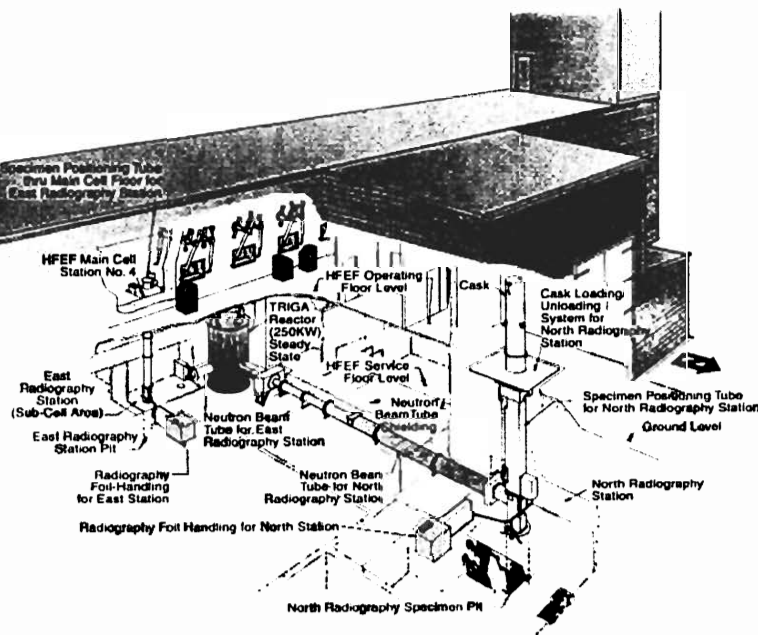 Specimen Positioning Tube
thru Main Cell Floor for
East Radiography Station
HFEF Main Cell
Station No. 4
HFEF Operating
Floor Level
Cask
Cask Loading/
Unloading
System for
North Radiography
Station
TRIGA
Reactor
(250KW)
Steady
State
HFEF Service
Floor Level
East
Radiography
Station
(Sub-Cell Area)
East Radiography
Station Pit
Neutron Beam
Tube for East
Radiography Station
Neutron
Beam Tube
Shielding
Specimen Positioning Tube
for North Radiography Station
Ground Level
Radiography
Foil-Handling
for East Station
Neutron Beam
Tube for North
Radiography Station
North Radiography
Station
Radiography Foil Handling for North Station
North Radiography Specimen Pit